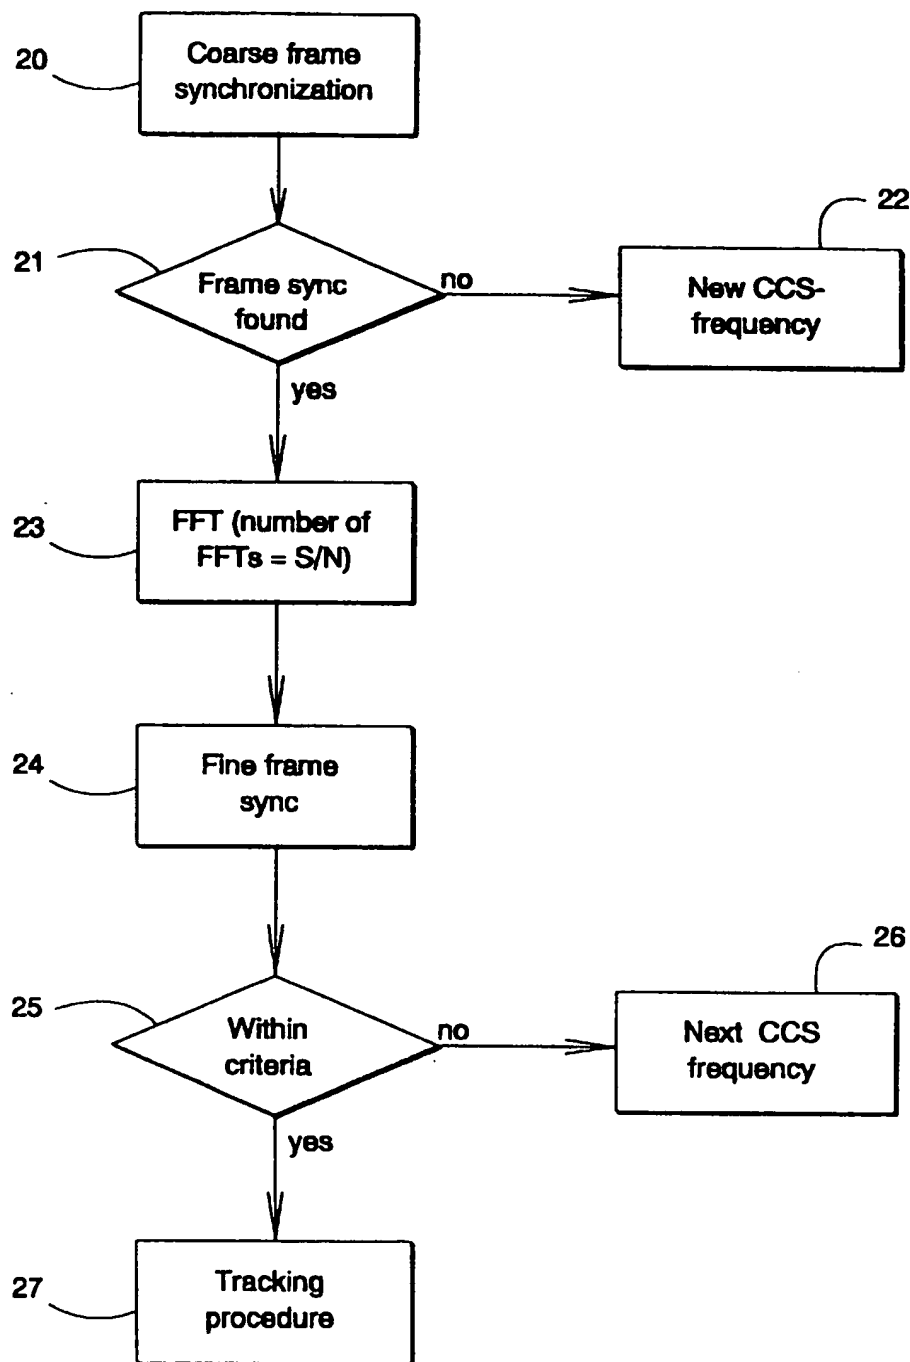 20
Coarse frame
synchronization
21
Frame sync
found
no
22
New CCS-
frequency
yes
23
FFT (number of
FFTs = S/N)
24
Fine frame
sync
25
Within
criteria
no
26
Next CCS
frequency
yes
27
Tracking
procedure